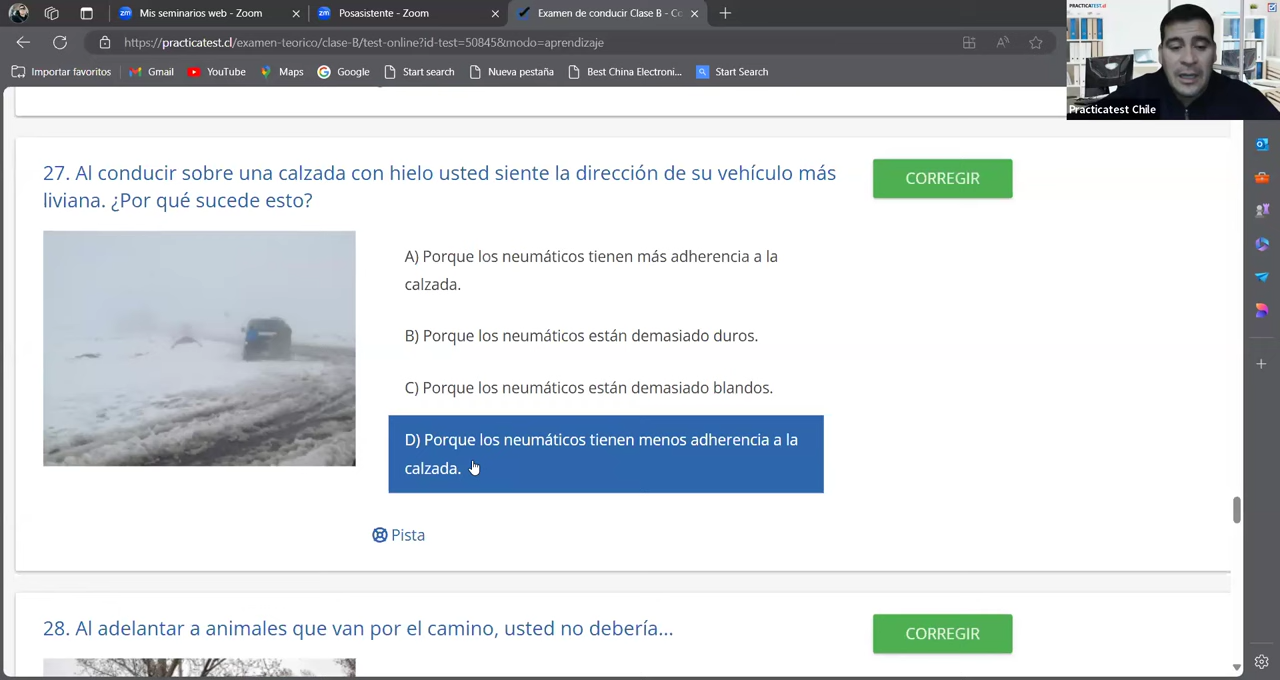 Mis seminarios web - Zoom
Posasistente - Zoom
Examen de conducir Clase B - Co
https://practicatest.cl/examen-teorico/clase-B/test-online?id-test=50845&modo=aprendizaje
Importar favoritos
Gmail
YouTube
Maps
Google
Start search
Nueva pestaña
Best China Electroni...
Start Search
PRACTICATEST.cl
Practicatest Chile
27. Al conducir sobre una calzada con hielo usted siente la dirección de su vehículo más
liviana. ¿Por qué sucede esto?
CORREGIR
A) Porque los neumáticos tienen más adherencia a la
calzada.
B) Porque los neumáticos están demasiado duros.
C) Porque los neumáticos están demasiado blandos.
D) Porque los neumáticos tienen menos adherencia a la
calzada.
Pista
28. Al adelantar a animales que van por el camino, usted no debería...
CORREGIR